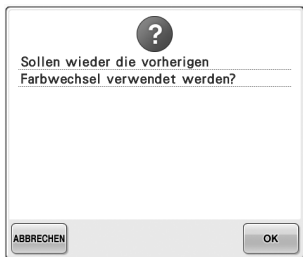 ?
Sollen wieder die vorherigen
Farbwechsel verwendet werden?
ABBRECHEN
OK